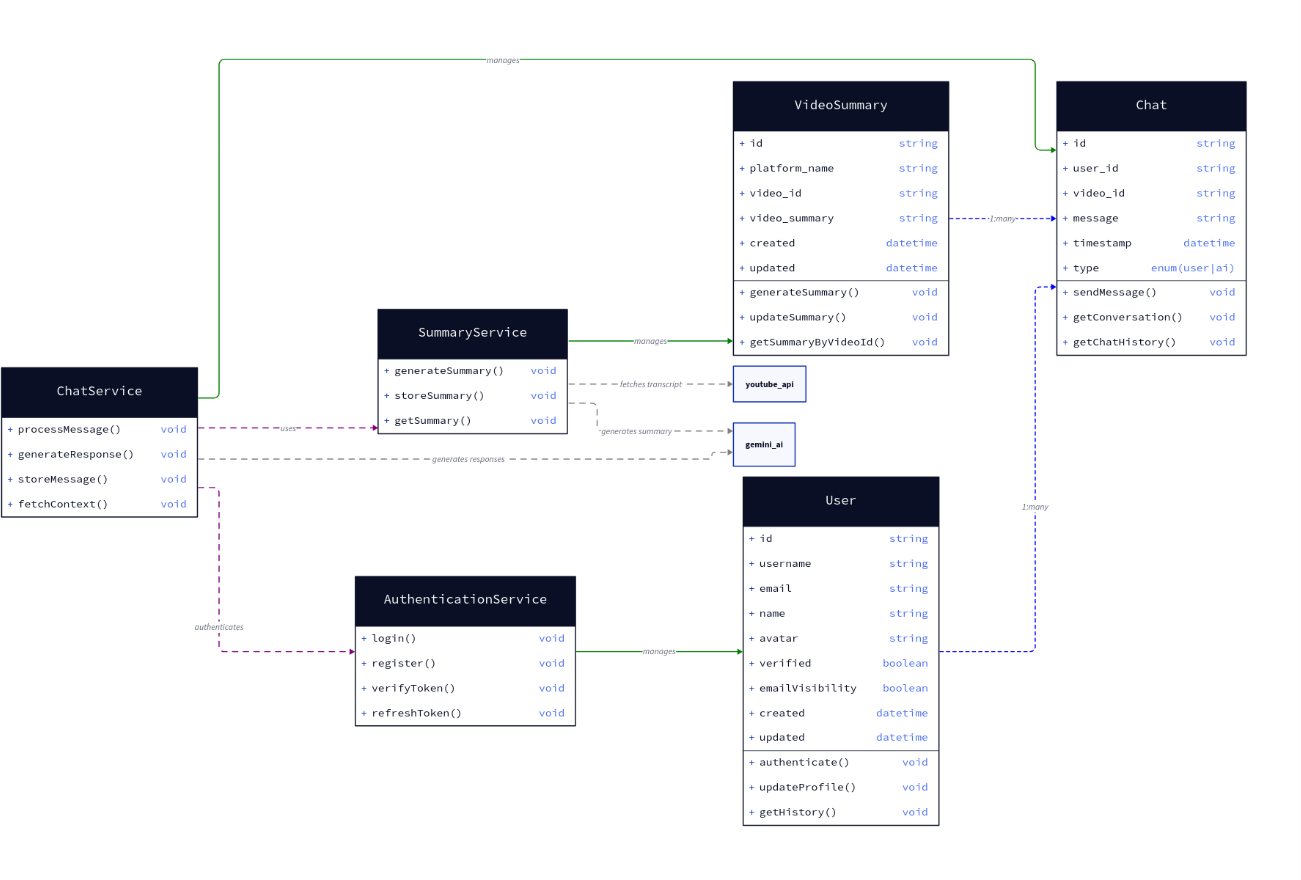 manages
VideoSummary
+ id string
+ platform_name string
+ video_id string
+ video_summary string
+ created datetime
+ updated datetime
+ generateSummary() void
+ updateSummary() void
+ getSummaryByVideoId() void
Chat
+ id string
+ user_id string
+ video_id string
+ message string
+ timestamp datetime
+ type enum(user|ai)
+ sendMessage() void
+ getConversation() void
+ getChatHistory() void
1:many
SummaryService
+ generateSummary() void
+ storeSummary() void
+ getSummary() void
manages
fetches transcript
youtube_api
generates summary
gemini_ai
ChatService
+ processMessage() void
+ generateResponse() void
+ storeMessage() void
+ fetchContext() void
uses
generates responses
User
+ id string
+ username string
+ email string
+ name string
+ avatar string
+ verified boolean
+ emailVisibility boolean
+ created datetime
+ updated datetime
+ authenticate() void
+ updateProfile() void
+ getHistory() void
1:many
authenticates
AuthenticationService
+ login() void
+ register() void
+ verifyToken() void
+ refreshToken() void
manages